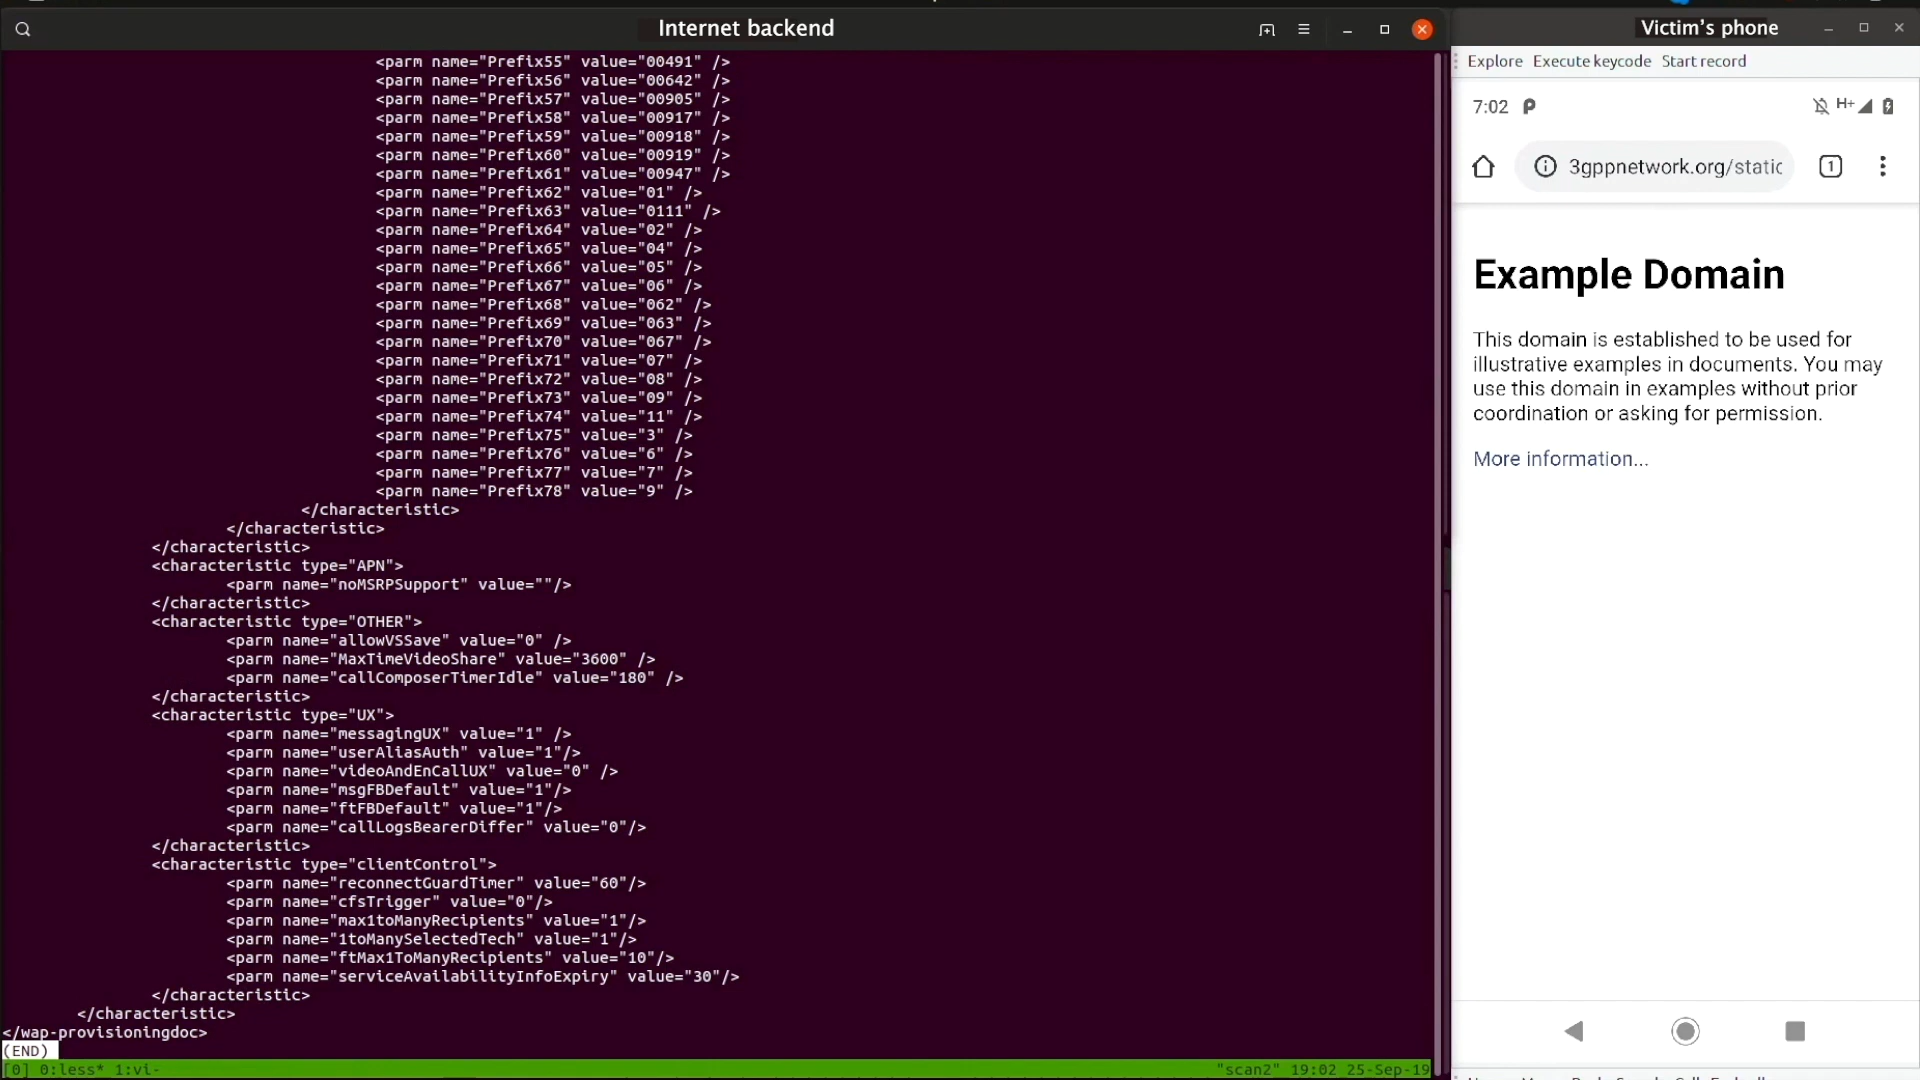 Internet backend
<parm name="Prefix55" value="00491" />
<parm name="Prefix56" value="00642" />
<parm name="Prefix57" value="00905" />
<parm name="Prefix58" value="00917" />
<parm name="Prefix59" value="00918" />
<parm name="Prefix60" value="00919" />
<parm name="Prefix61" value="00947" />
<parm name="Prefix62" value="01" />
<parm name="Prefix63" value="0111" />
<parm name="Prefix64" value="02" />
<parm name="Prefix65" value="04" />
<parm name="Prefix66" value="05" />
<parm name="Prefix67" value="06" />
<parm name="Prefix68" value="062" />
<parm name="Prefix69" value="063" />
<parm name="Prefix70" value="067" />
<parm name="Prefix71" value="07" />
<parm name="Prefix72" value="08" />
<parm name="Prefix73" value="09" />
<parm name="Prefix74" value="11" />
<parm name="Prefix75" value="3" />
<parm name="Prefix76" value="6" />
<parm name="Prefix77" value="7" />
<parm name="Prefix78" value="9" />
</characteristic>
</characteristic>
</characteristic>
<characteristic type="APN">
<parm name="noMSRPSupport" value=""/>
</characteristic>
<characteristic type="OTHER">
<parm name="allowVSSave" value="0" />
<parm name="MaxTimeVideoShare" value="3600" />
<parm name="callComposerTimerIdle" value="180" />
</characteristic>
<characteristic type="UX">
<parm name="messagingUX" value="1" />
<parm name="userAliasAuth" value="1"/>
<parm name="videoAndEnCallUX" value="0" />
<parm name="msgFBDefault" value="1"/>
<parm name="ftFBDefault" value="1"/>
<parm name="callLogsBearerDiffer" value="0"/>
</characteristic>
<characteristic type="clientControl">
<parm name="reconnectGuardTimer" value="60"/>
<parm name="cfsTrigger" value="0"/>
<parm name="max1toManyRecipients" value="1"/>
<parm name="1toManySelectedTech" value="1"/>
<parm name="ftMax1ToManyRecipients" value="10"/>
<parm name="serviceAvailabilityInfoExpiry" value="30"/>
</characteristic>
</characteristic>
</wap-provisioningdoc>
(END)
[0] 0:less* 1:vi- "scan2" 19:02 25-Sep-19
Victim's phone
Explore Execute keycode Start record
7:02 H+
3gppnetwork.org/static 1
Example Domain
This domain is established to be used for
illustrative examples in documents. You may
use this domain in examples without prior
coordination or asking for permission.
More information...